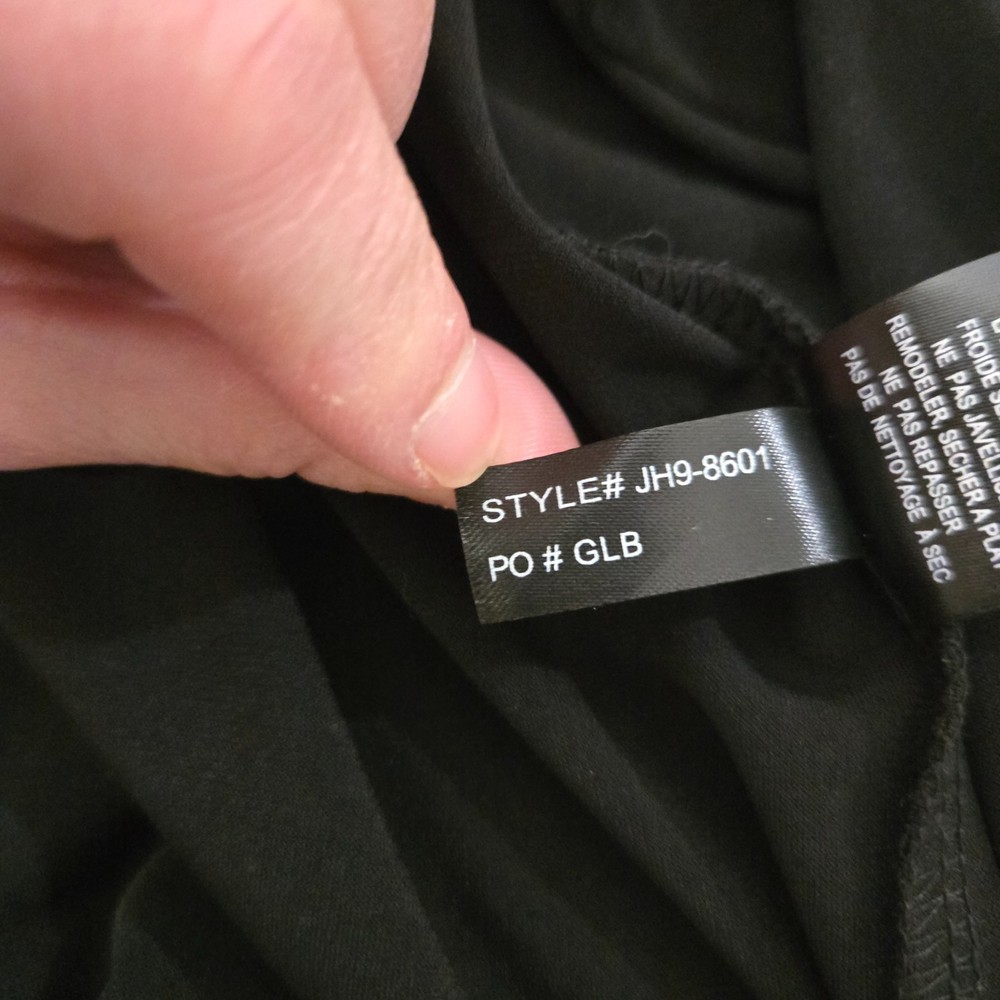 STYLE# JH9-8601
PO # GLB
FROIDE S
NE PAS JAVELLI
REMODELER, SECHER A PLAT
NE PAS REPASSER
PAS DE NETTOYAGE À SEC